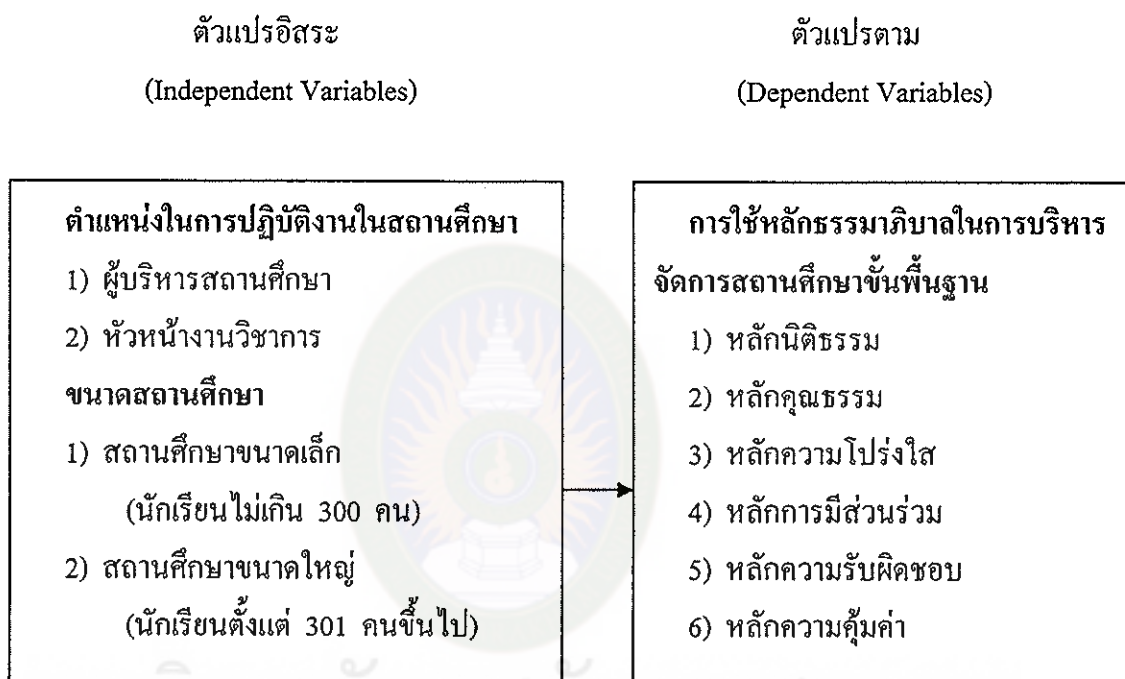 ตัวแปรอิสระ
(Independent Variables)
ตัวแปรตาม
(Dependent Variables)
ตำแหน่งในการปฏิบัติงานในสถานศึกษา
1) ผู้บริหารสถานศึกษา
2) หัวหน้างานวิชาการ
ขนาดสถานศึกษา
1) สถานศึกษาขนาดเล็ก
(นักเรียนไม่เกิน 300 คน)
2) สถานศึกษาขนาดใหญ่
(นักเรียนตั้งแต่ 301 คนขึ้นไป)
การใช้หลักธรรมาภิบาลในการบริหาร
จัดการสถานศึกษาขั้นพื้นฐาน
1) หลักนิติธรรม
2) หลักคุณธรรม
3) หลักความโปร่งใส
4) หลักการมีส่วนร่วม
5) หลักความรับผิดชอบ
6) หลักความคุ้มค่า